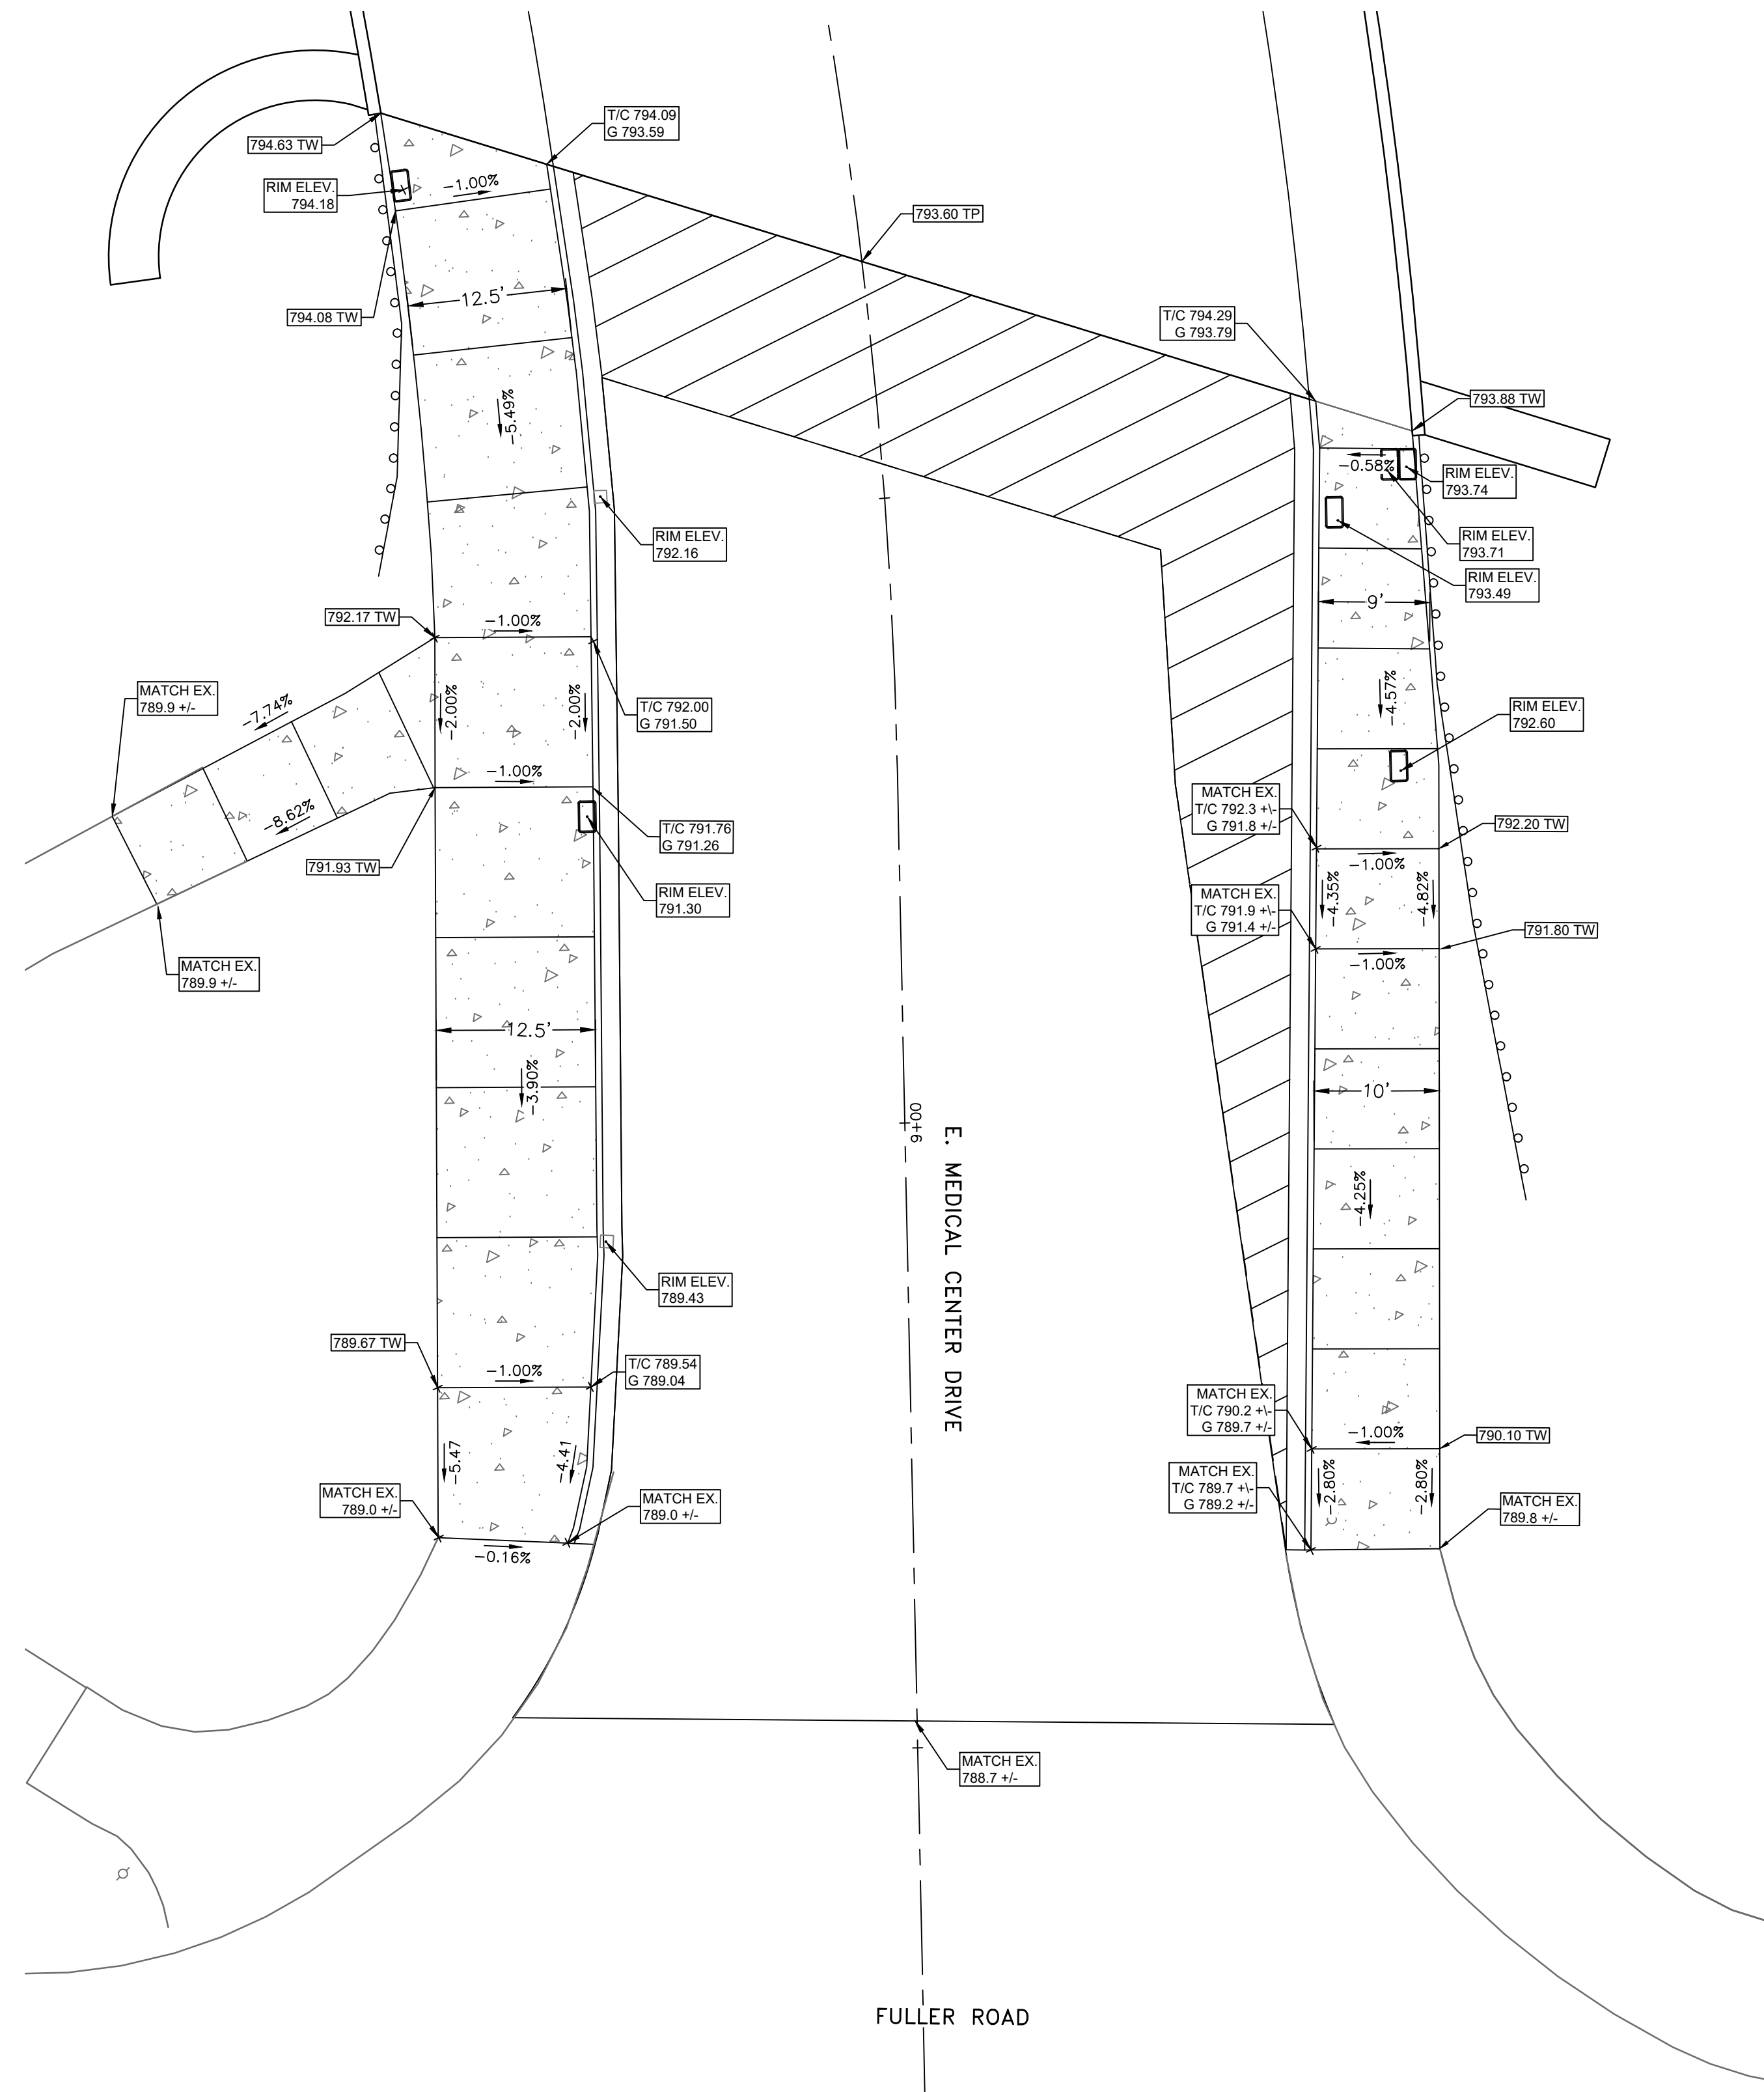 T/C 794.09
G 793.59
794.63 TW
RIM ELEV.
794.18
−1.00%
793.60 TP
12.5'
794.08 TW
T/C 794.29
G 793.79
793.88 TW
−5.49%
−0.58%
RIM ELEV.
793.74
RIM ELEV.
792.16
RIM ELEV.
793.71
RIM ELEV.
793.49
9'
792.17 TW
−1.00%
MATCH EX.
789.9 +/-
−7.74%
−2.00%
−2.00%
T/C 792.00
G 791.50
−4.57%
RIM ELEV.
792.60
−1.00%
−8.62%
MATCH EX.
T/C 792.3 +\-
G 791.8 +/-
792.20 TW
T/C 791.76
G 791.26
791.93 TW
−1.00%
RIM ELEV.
791.30
MATCH EX.
T/C 791.9 +\-
G 791.4 +/-
−4.35%
−4.82%
791.80 TW
−1.00%
MATCH EX.
789.9 +/-
12.5'
−3.90%
10'
9+00
E. MEDICAL CENTER DRIVE
−4.25%
RIM ELEV.
789.43
789.67 TW
−1.00%
T/C 789.54
G 789.04
MATCH EX.
T/C 790.2 +\-
G 789.7 +/-
−1.00%
790.10 TW
−5.47
−4.41
MATCH EX.
T/C 789.7 +\-
G 789.2 +/-
−2.80%
−2.80%
MATCH EX.
789.0 +/-
MATCH EX.
789.0 +/-
MATCH EX.
789.8 +/-
−0.16%
MATCH EX.
788.7 +/-
FULLER ROAD